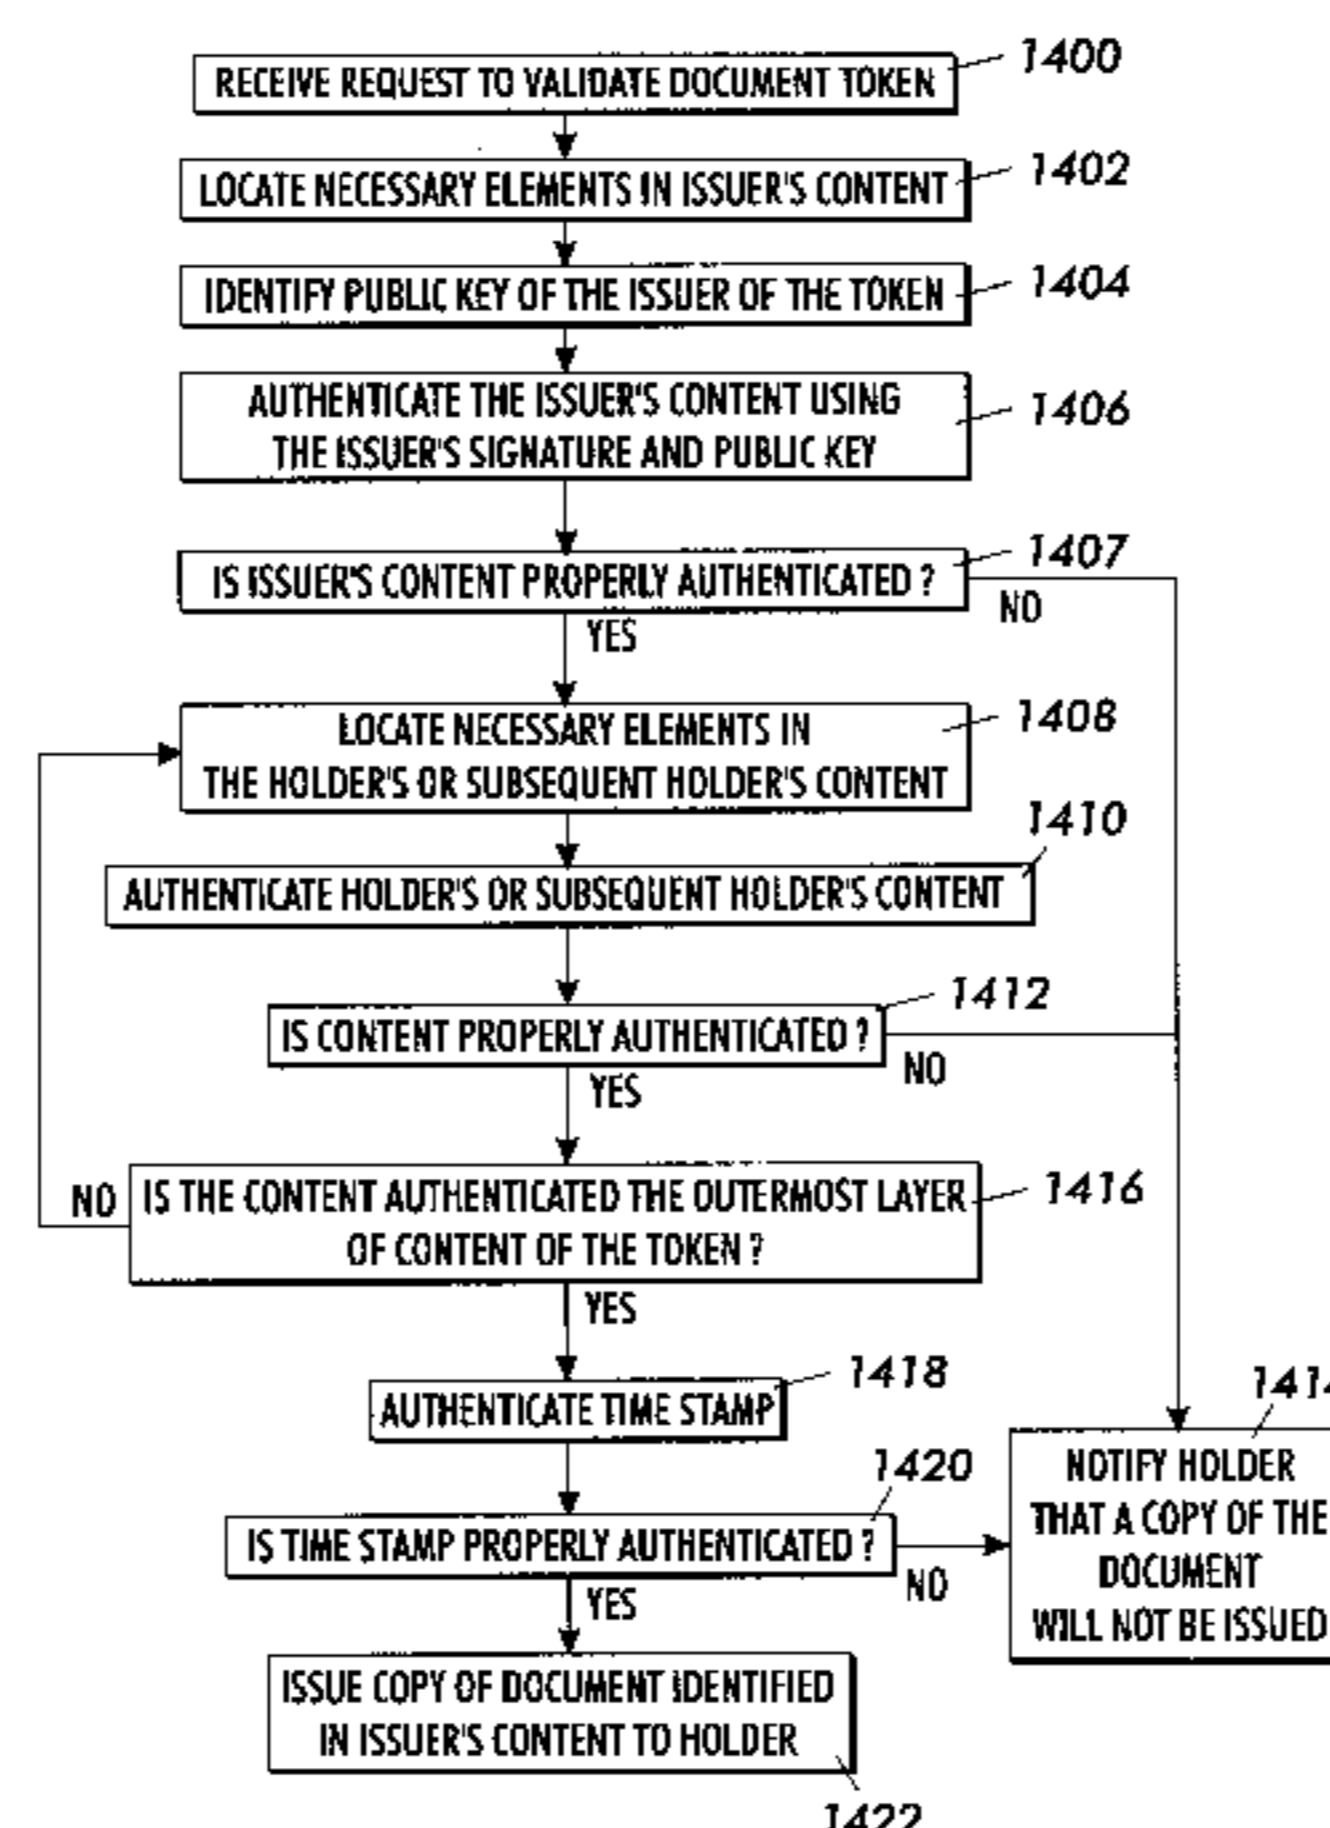 1400
RECEIVE REQUEST TO VALIDATE DOCUMENT TOKEN
1402
LOCATE NECESSARY ELEMENTS IN ISSUER'S CONTENT
1404
IDENTIFY PUBLIC KEY OF THE ISSUER OF THE TOKEN
1406
AUTHENTICATE THE ISSUER'S CONTENT USING
THE ISSUER'S SIGNATURE AND PUBLIC KEY
1407
IS ISSUER'S CONTENT PROPERLY AUTHENTICATED ?
NO
YES
1408
LOCATE NECESSARY ELEMENTS IN
THE HOLDER'S OR SUBSEQUENT HOLDER'S CONTENT
1410
AUTHENTICATE HOLDER'S OR SUBSEQUENT HOLDER'S CONTENT
1412
IS CONTENT PROPERLY AUTHENTICATED ?
NO
YES
1416
NO
IS THE CONTENT AUTHENTICATED THE OUTERMOST LAYER
OF CONTENT OF THE TOKEN ?
YES
1418
AUTHENTICATE TIME STAMP
1414
1420
IS TIME STAMP PROPERLY AUTHENTICATED ?
NO
YES
NOTIFY HOLDER
THAT A COPY OF THE
DOCUMENT
WILL NOT BE ISSUED
ISSUE COPY OF DOCUMENT IDENTIFIED
IN ISSUER'S CONTENT TO HOLDER
1422